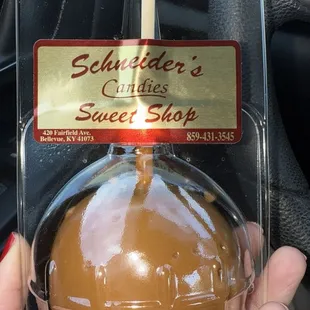 Schneider's
Candies
Sweet Shop
420 Fairfield Ave.
Bellevue, KY 41073
859-431-3545